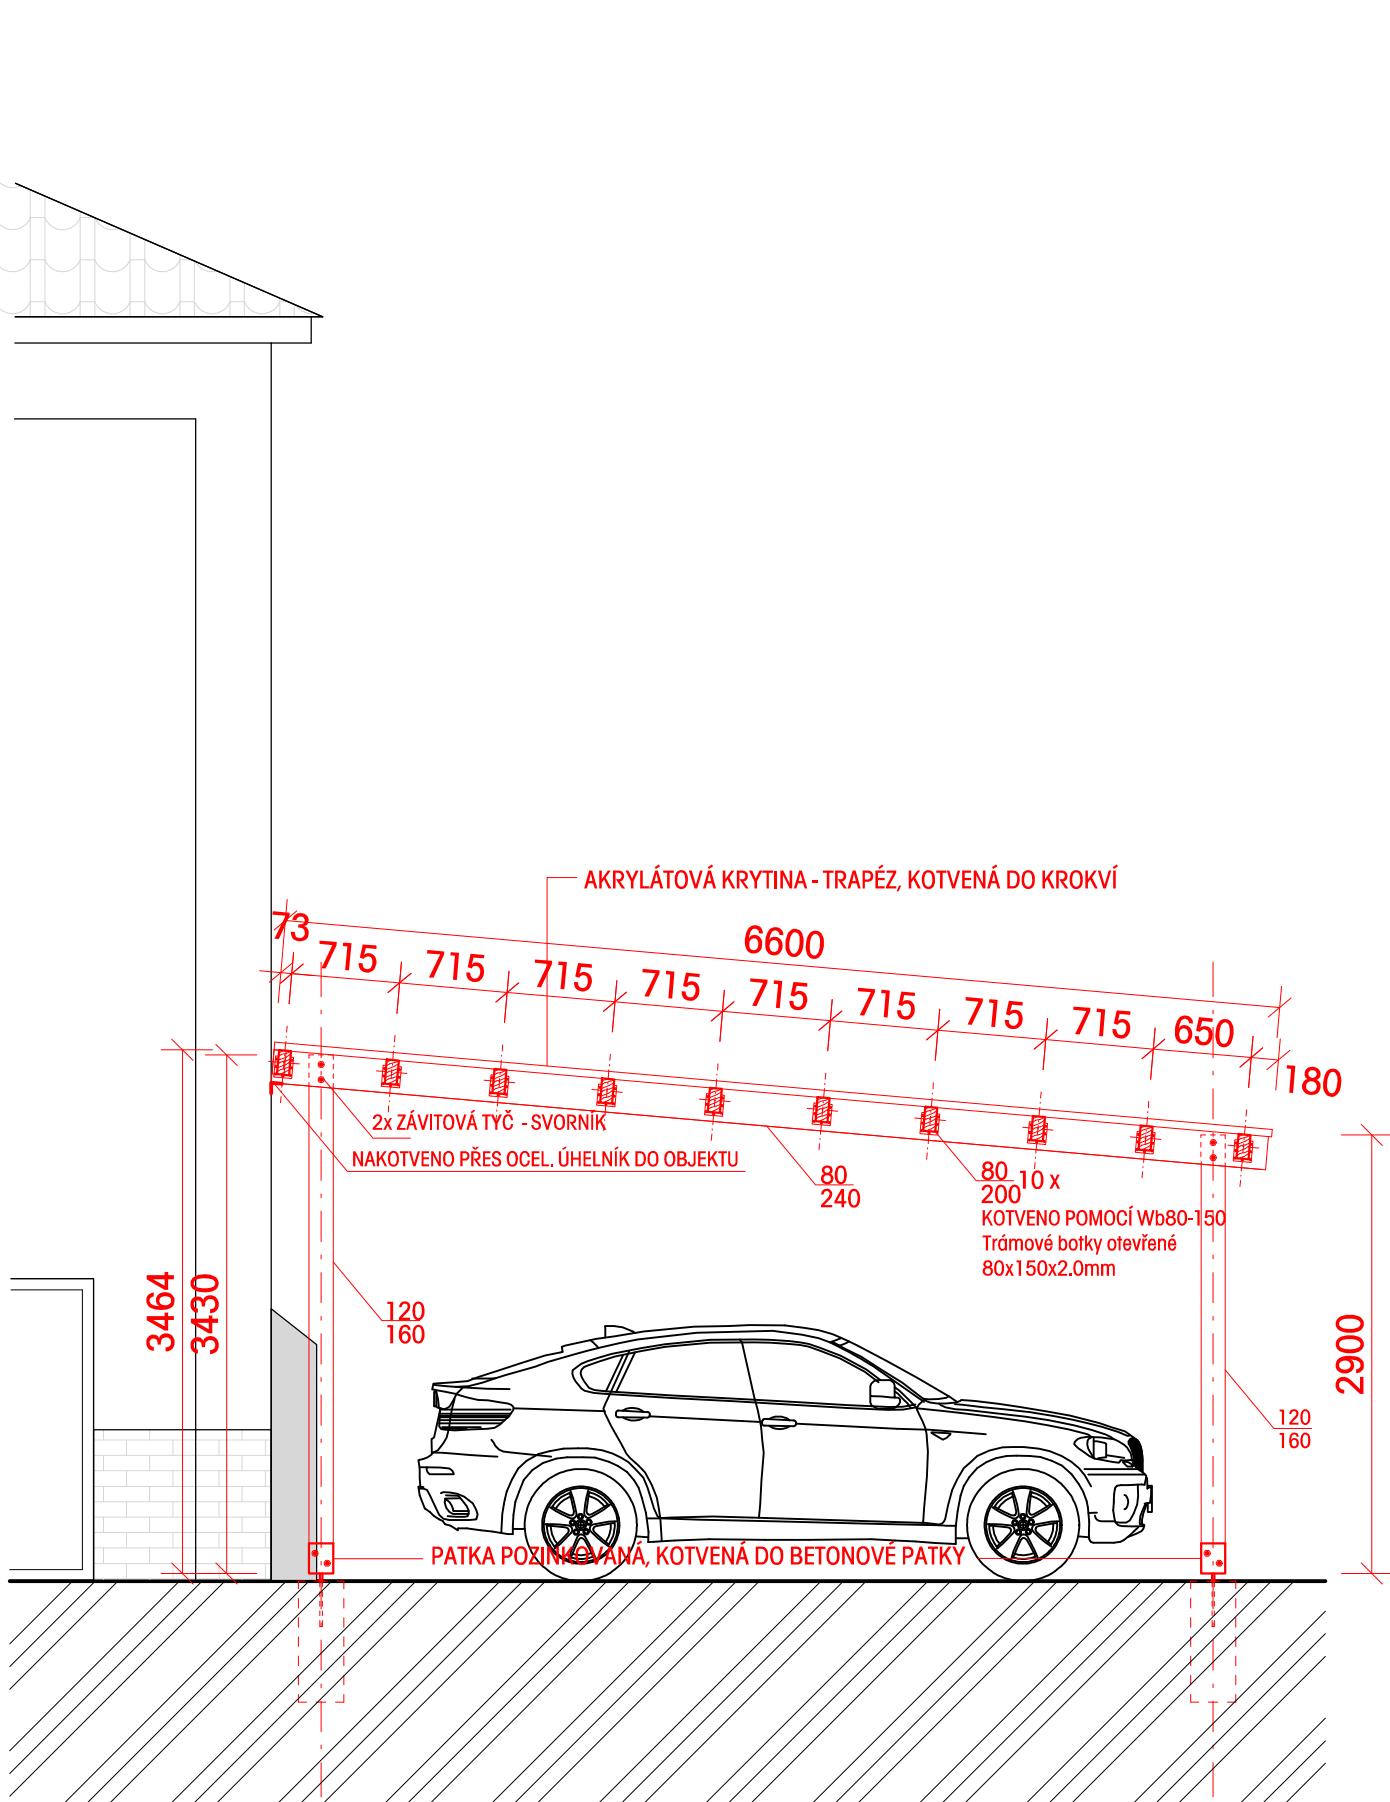 AKRYLÁTOVÁ KRYTINA - TRAPÉZ, KOTVENÁ DO KROKVÍ
73
6600
715 715 715 715 715 715 715 715 650
180
2x ZÁVITOVÁ TYČ - SVORNÍK
NAKOTVENO PŘES OCEL. ÚHELNÍK DO OBJEKTU
80
240
80
200
10 x
KOTVENO POMOCÍ Wb80-150
Trámové botky otevřené
80x150x2.0mm
3464
3430
120
160
2900
120
160
PATKA POZINKOVANÁ, KOTVENÁ DO BETONOVÉ PATKY